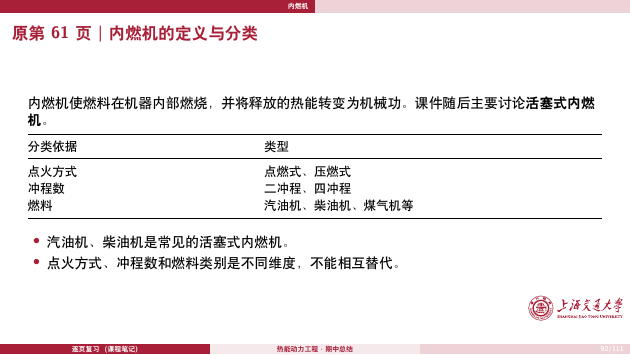 内燃机
原第 61 页 | 内燃机的定义与分类
内燃机使燃料在机器内部燃烧，并将释放的热能转变为机械功。课件随后主要讨论活塞式内燃
机。
分类依据 类型
点火方式 点燃式、压燃式
冲程数 二冲程、四冲程
燃料 汽油机、柴油机、煤气机等
• 汽油机、柴油机是常见的活塞式内燃机。
• 点火方式、冲程数和燃料类别是不同维度，不能相互替代。
上海交通大学
SHANGHAI JIAO TONG UNIVERSITY
逐页复习（课程笔记） 热能动力工程 · 期中总结 92/111